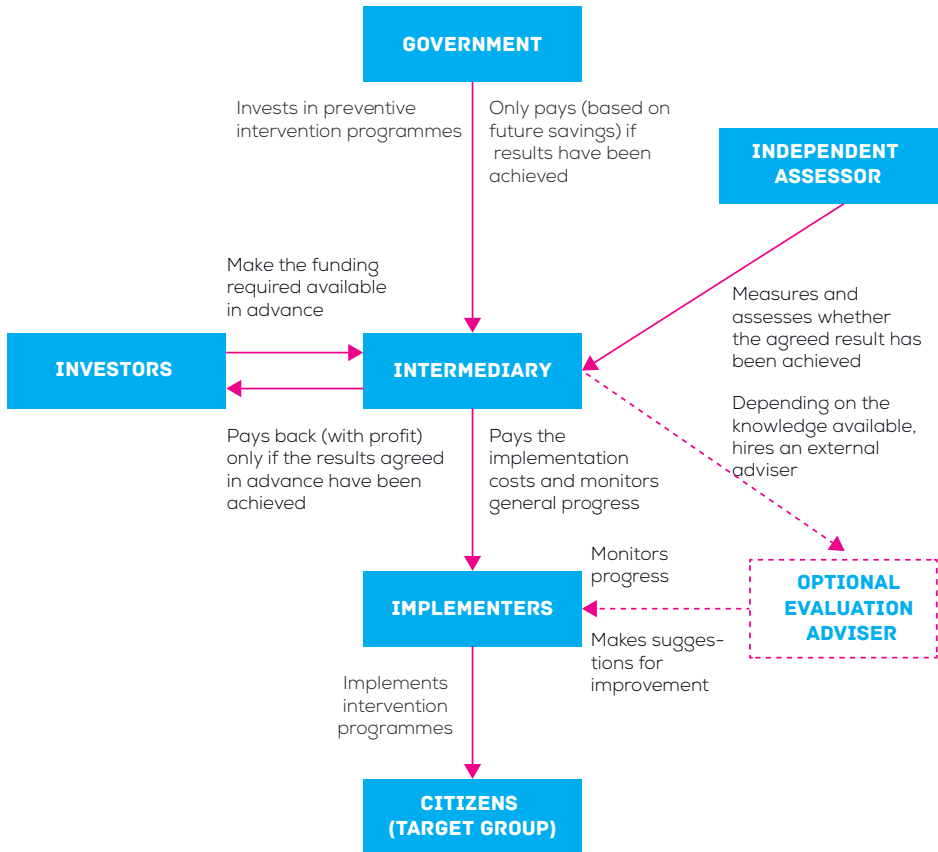 GOVERNMENT
Invests in preventive
intervention programmes
Only pays (based on
future savings) if
results have been
achieved
INDEPENDENT
ASSESSOR
Make the funding
required available
in advance
Measures and
assesses whether
the agreed result has
been achieved
INVESTORS
INTERMEDIARY
Pays back (with profit)
only if the results agreed
in advance have been
achieved
Pays the
implementation
costs and monitors
general progress
Depending on the
knowledge available,
hires an external
adviser
Monitors
progress
OPTIONAL
EVALUATION
ADVISER
IMPLEMENTERS
Makes sugges-
tions for
improvement
Implements
intervention
programmes
CITIZENS
(TARGET GROUP)